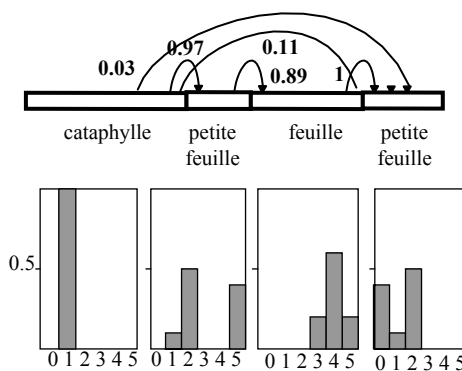 0.97
0.11
0.03
0.89
1
cataphylle
petite
feuille
feuille
petite
feuille
0.5
0 1 2 3 4 5
0 1 2 3 4 5
0 1 2 3 4 5
0 1 2 3 4 5